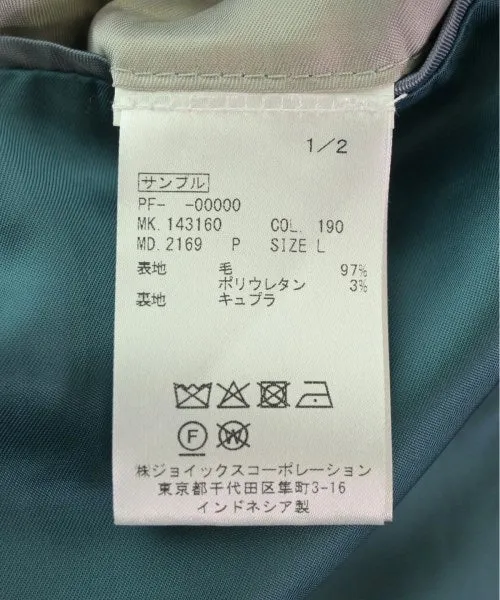 1/2
サンプル
PF- -00000
MK. 143160 COL. 190
MD. 2169 P SIZE L
表地 毛 97%
ポリウレタン 3%
裏地 キュプラ
F W
㈱ジョイックスコーポレーション
東京都千代田区隼町3-16
インドネシア製